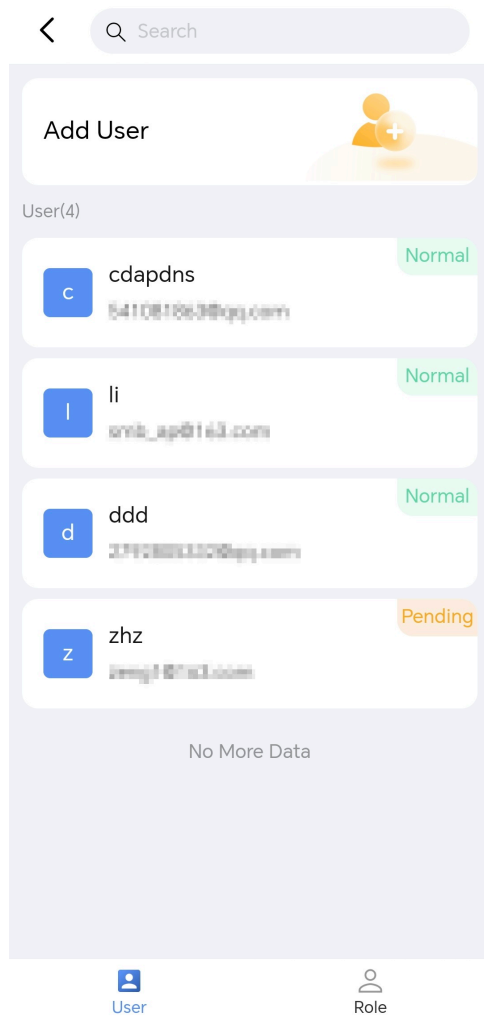 Search
Add User
User(4)
Normal
c
cdapdns
Normal
l
li
Normal
d
ddd
Pending
z
zhz
No More Data
User
Role